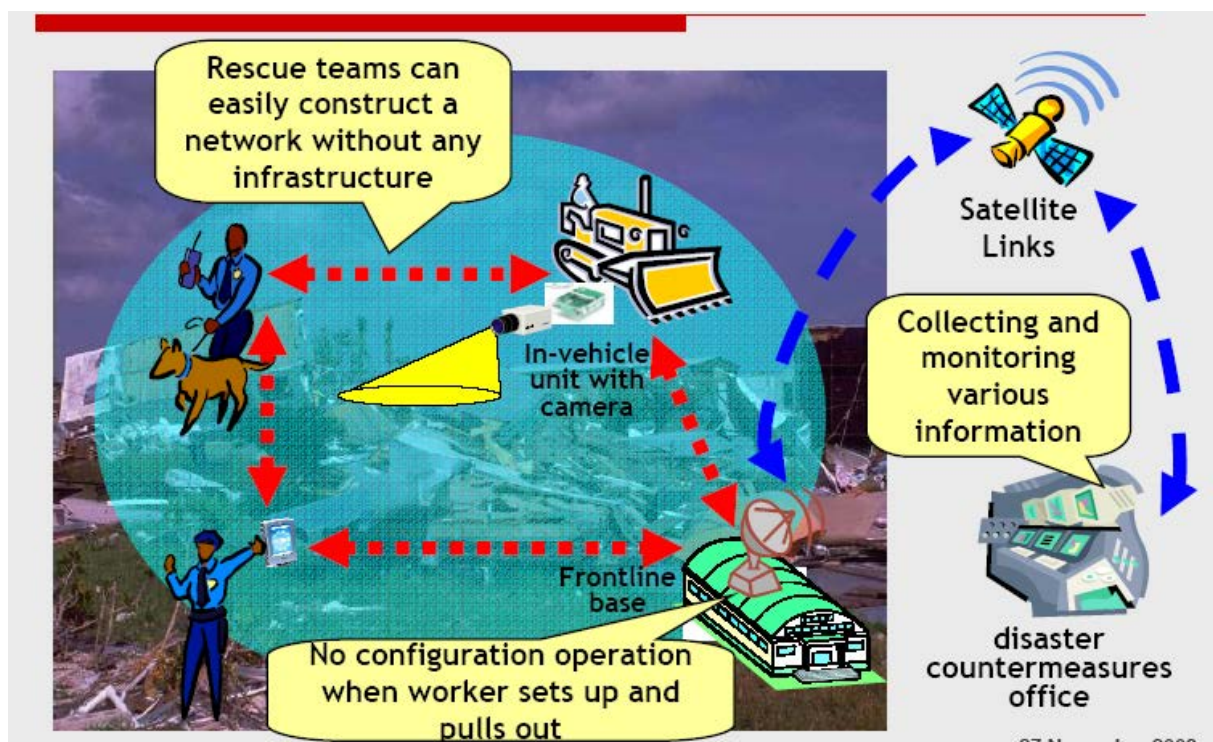 Rescue teams can
easily construct a
network without any
infrastructure
Satellite
Links
Collecting and
monitoring
various
information
In-vehicle
unit with
camera
Frontline
base
No configuration operation
when worker sets up and
pulls out
disaster
countermeasures
office